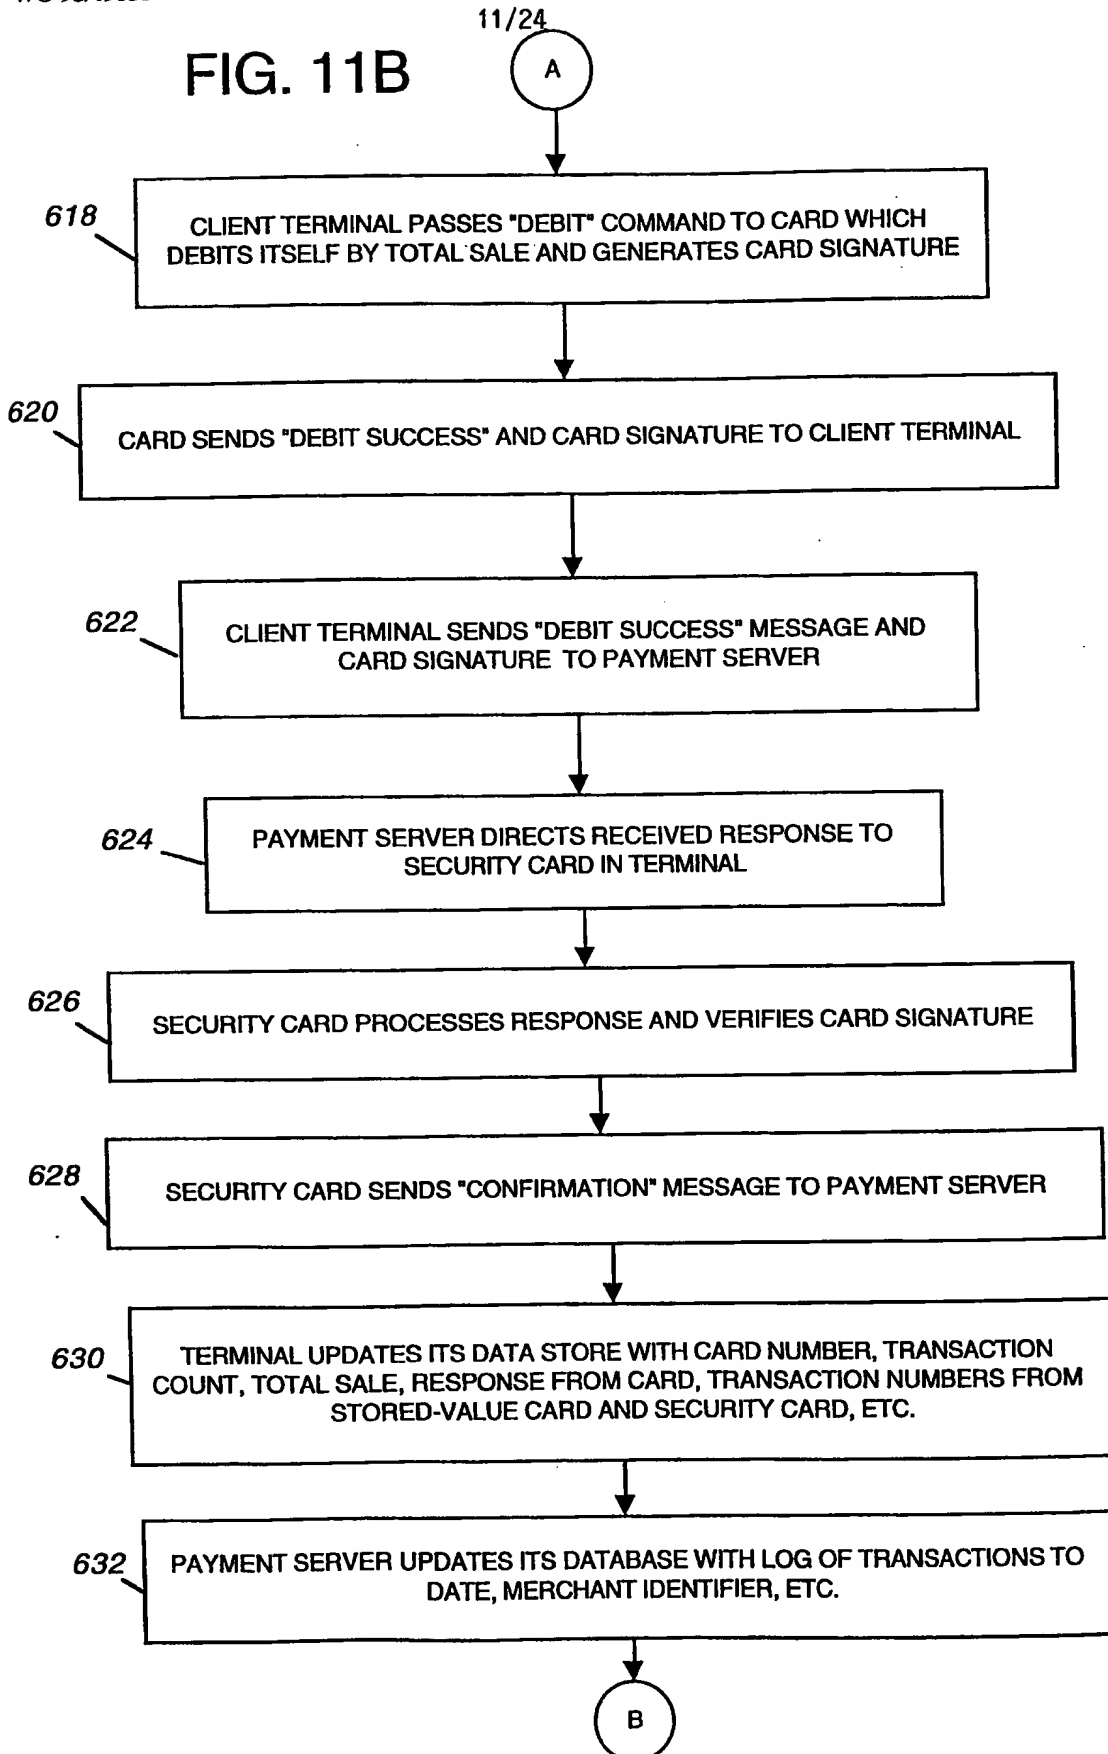 11/24
FIG. 11B
A
618
CLIENT TERMINAL PASSES "DEBIT" COMMAND TO CARD WHICH
DEBITS ITSELF BY TOTAL SALE AND GENERATES CARD SIGNATURE
620
CARD SENDS "DEBIT SUCCESS" AND CARD SIGNATURE TO CLIENT TERMINAL
622
CLIENT TERMINAL SENDS "DEBIT SUCCESS" MESSAGE AND
CARD SIGNATURE TO PAYMENT SERVER
624
PAYMENT SERVER DIRECTS RECEIVED RESPONSE TO
SECURITY CARD IN TERMINAL
626
SECURITY CARD PROCESSES RESPONSE AND VERIFIES CARD SIGNATURE
628
SECURITY CARD SENDS "CONFIRMATION" MESSAGE TO PAYMENT SERVER
630
TERMINAL UPDATES ITS DATA STORE WITH CARD NUMBER, TRANSACTION
COUNT, TOTAL SALE, RESPONSE FROM CARD, TRANSACTION NUMBERS FROM
STORED-VALUE CARD AND SECURITY CARD, ETC.
632
PAYMENT SERVER UPDATES ITS DATABASE WITH LOG OF TRANSACTIONS TO
DATE, MERCHANT IDENTIFIER, ETC.
B